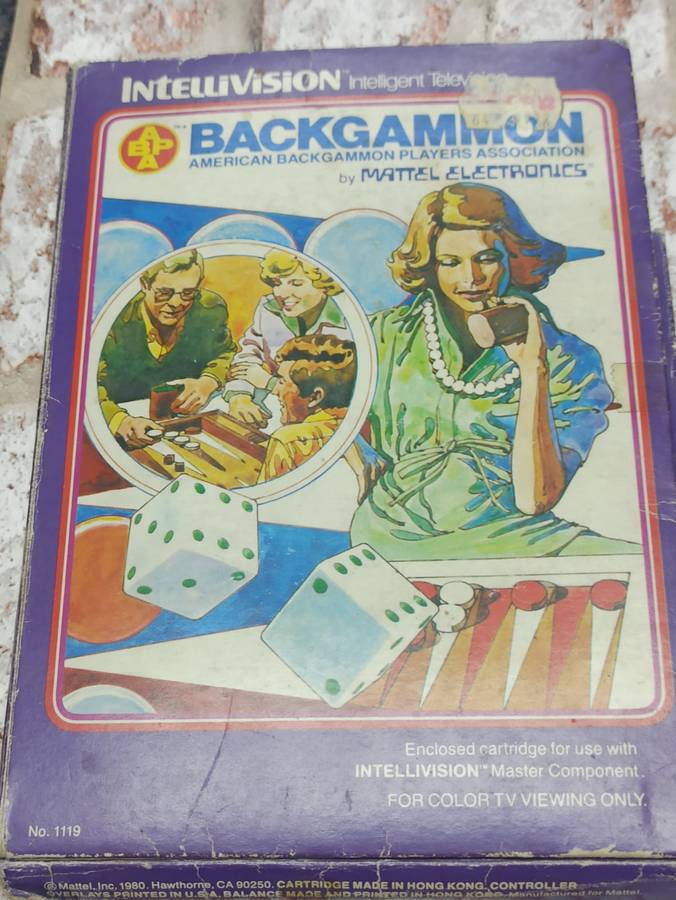 INTELLIVISION™ Intelligent Television
ABPA
BACKGAMMON
AMERICAN BACKGAMMON PLAYERS ASSOCIATION
by MATTEL ELECTRONICS®
Enclosed cartridge for use with
INTELLIVISION™ Master Component.
FOR COLOR TV VIEWING ONLY.
No. 1119
© Mattel, Inc. 1980. Hawthorne, CA 90250. CARTRIDGE MADE IN HONG KONG. CONTROLLER
OVERLAYS PRINTED IN U.S.A. BALANCE MADE AND PRINTED IN HONG KONG. Manufactured for Mattel.